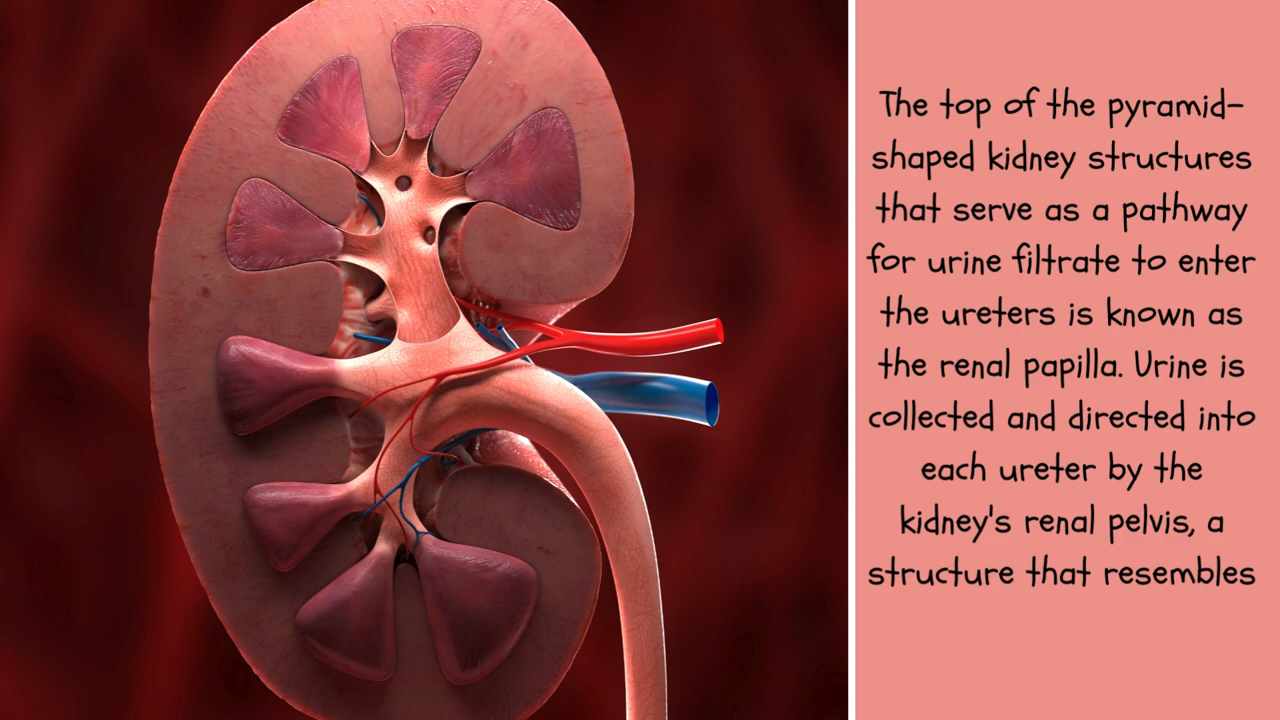 The top of the pyramid-
shaped kidney structures
that serve as a pathway
for urine filtrate to enter
the ureters is known as
the renal papilla. Urine is
collected and directed into
each ureter by the
kidney's renal pelvis, a
structure that resembles